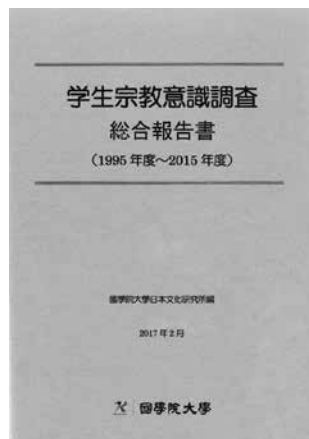 学生宗教意識調査
総合報告書
（1995年度～2015年度）
國學院大學日本文化研究所編
2017年2月
國學院大學